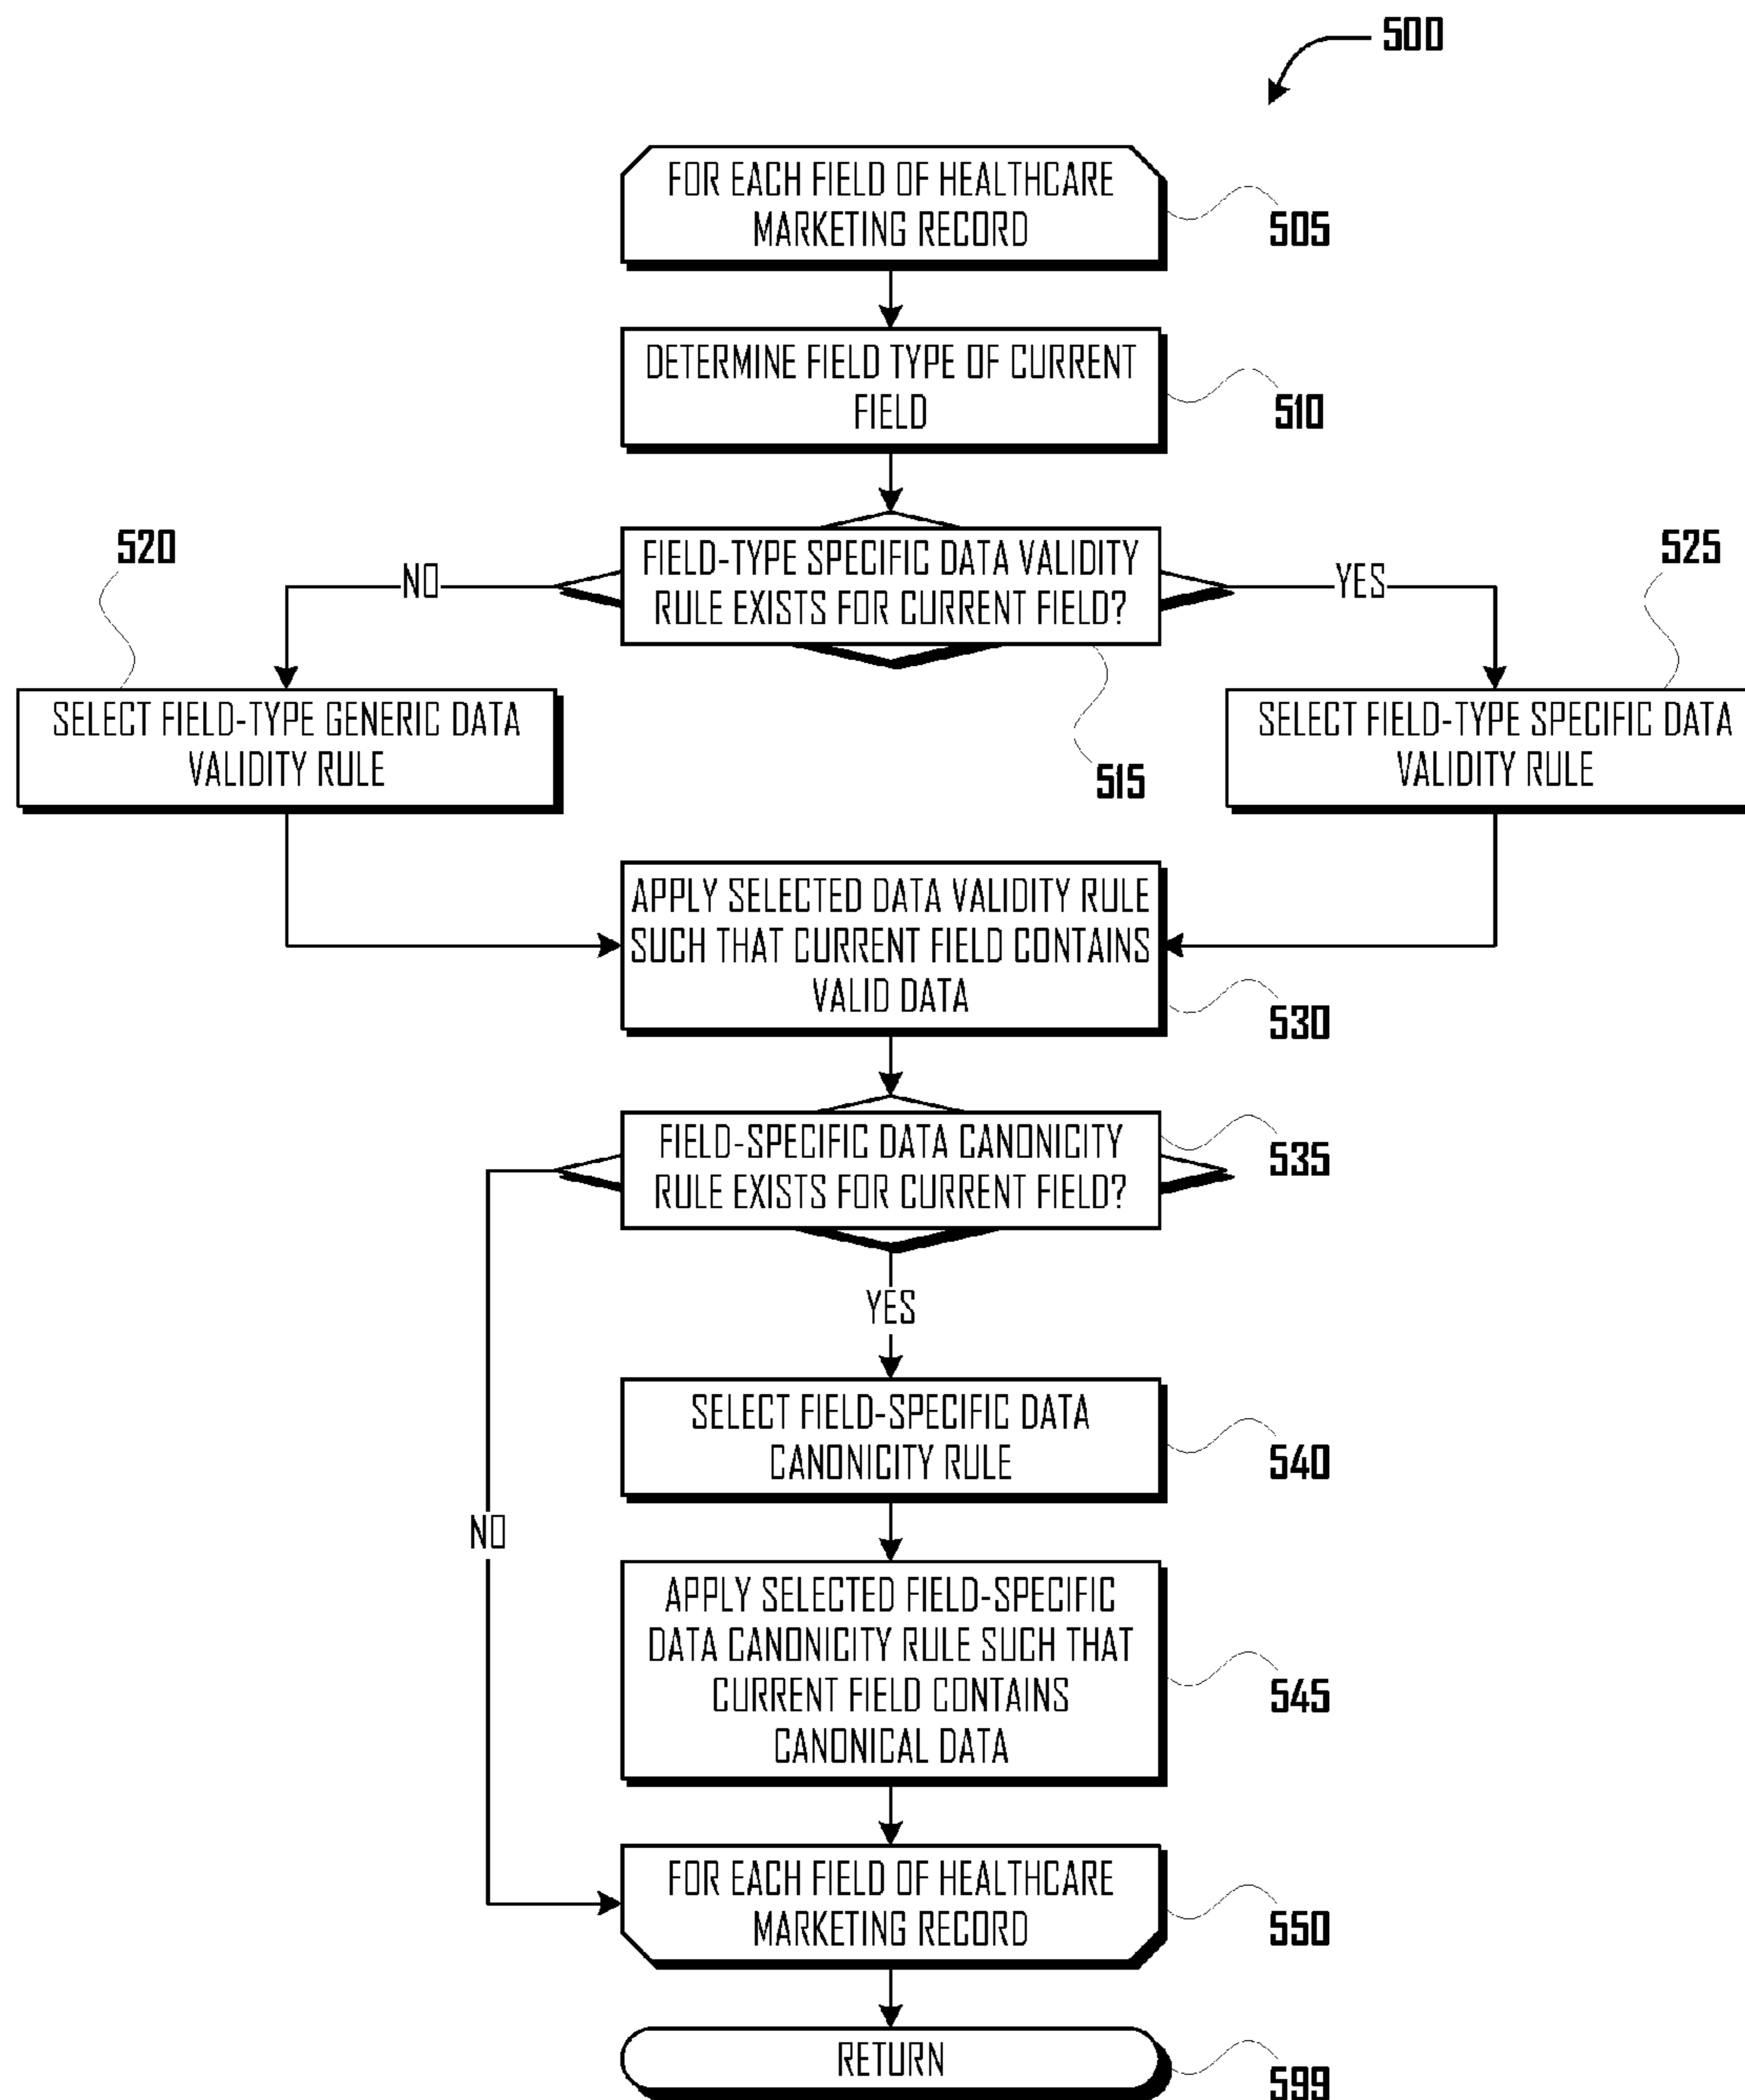 500
FOR EACH FIELD OF HEALTHCARE
MARKETING RECORD
505
DETERMINE FIELD TYPE OF CURRENT
FIELD
510
FIELD-TYPE SPECIFIC DATA VALIDITY
RULE EXISTS FOR CURRENT FIELD?
515
NO
YES
520
SELECT FIELD-TYPE GENERIC DATA
VALIDITY RULE
525
SELECT FIELD-TYPE SPECIFIC DATA
VALIDITY RULE
APPLY SELECTED DATA VALIDITY RULE
SUCH THAT CURRENT FIELD CONTAINS
VALID DATA
530
FIELD-SPECIFIC DATA CANONICITY
RULE EXISTS FOR CURRENT FIELD?
535
YES
NO
SELECT FIELD-SPECIFIC DATA
CANONICITY RULE
540
APPLY SELECTED FIELD-SPECIFIC
DATA CANONICITY RULE SUCH THAT
CURRENT FIELD CONTAINS
CANONICAL DATA
545
FOR EACH FIELD OF HEALTHCARE
MARKETING RECORD
550
RETURN
599